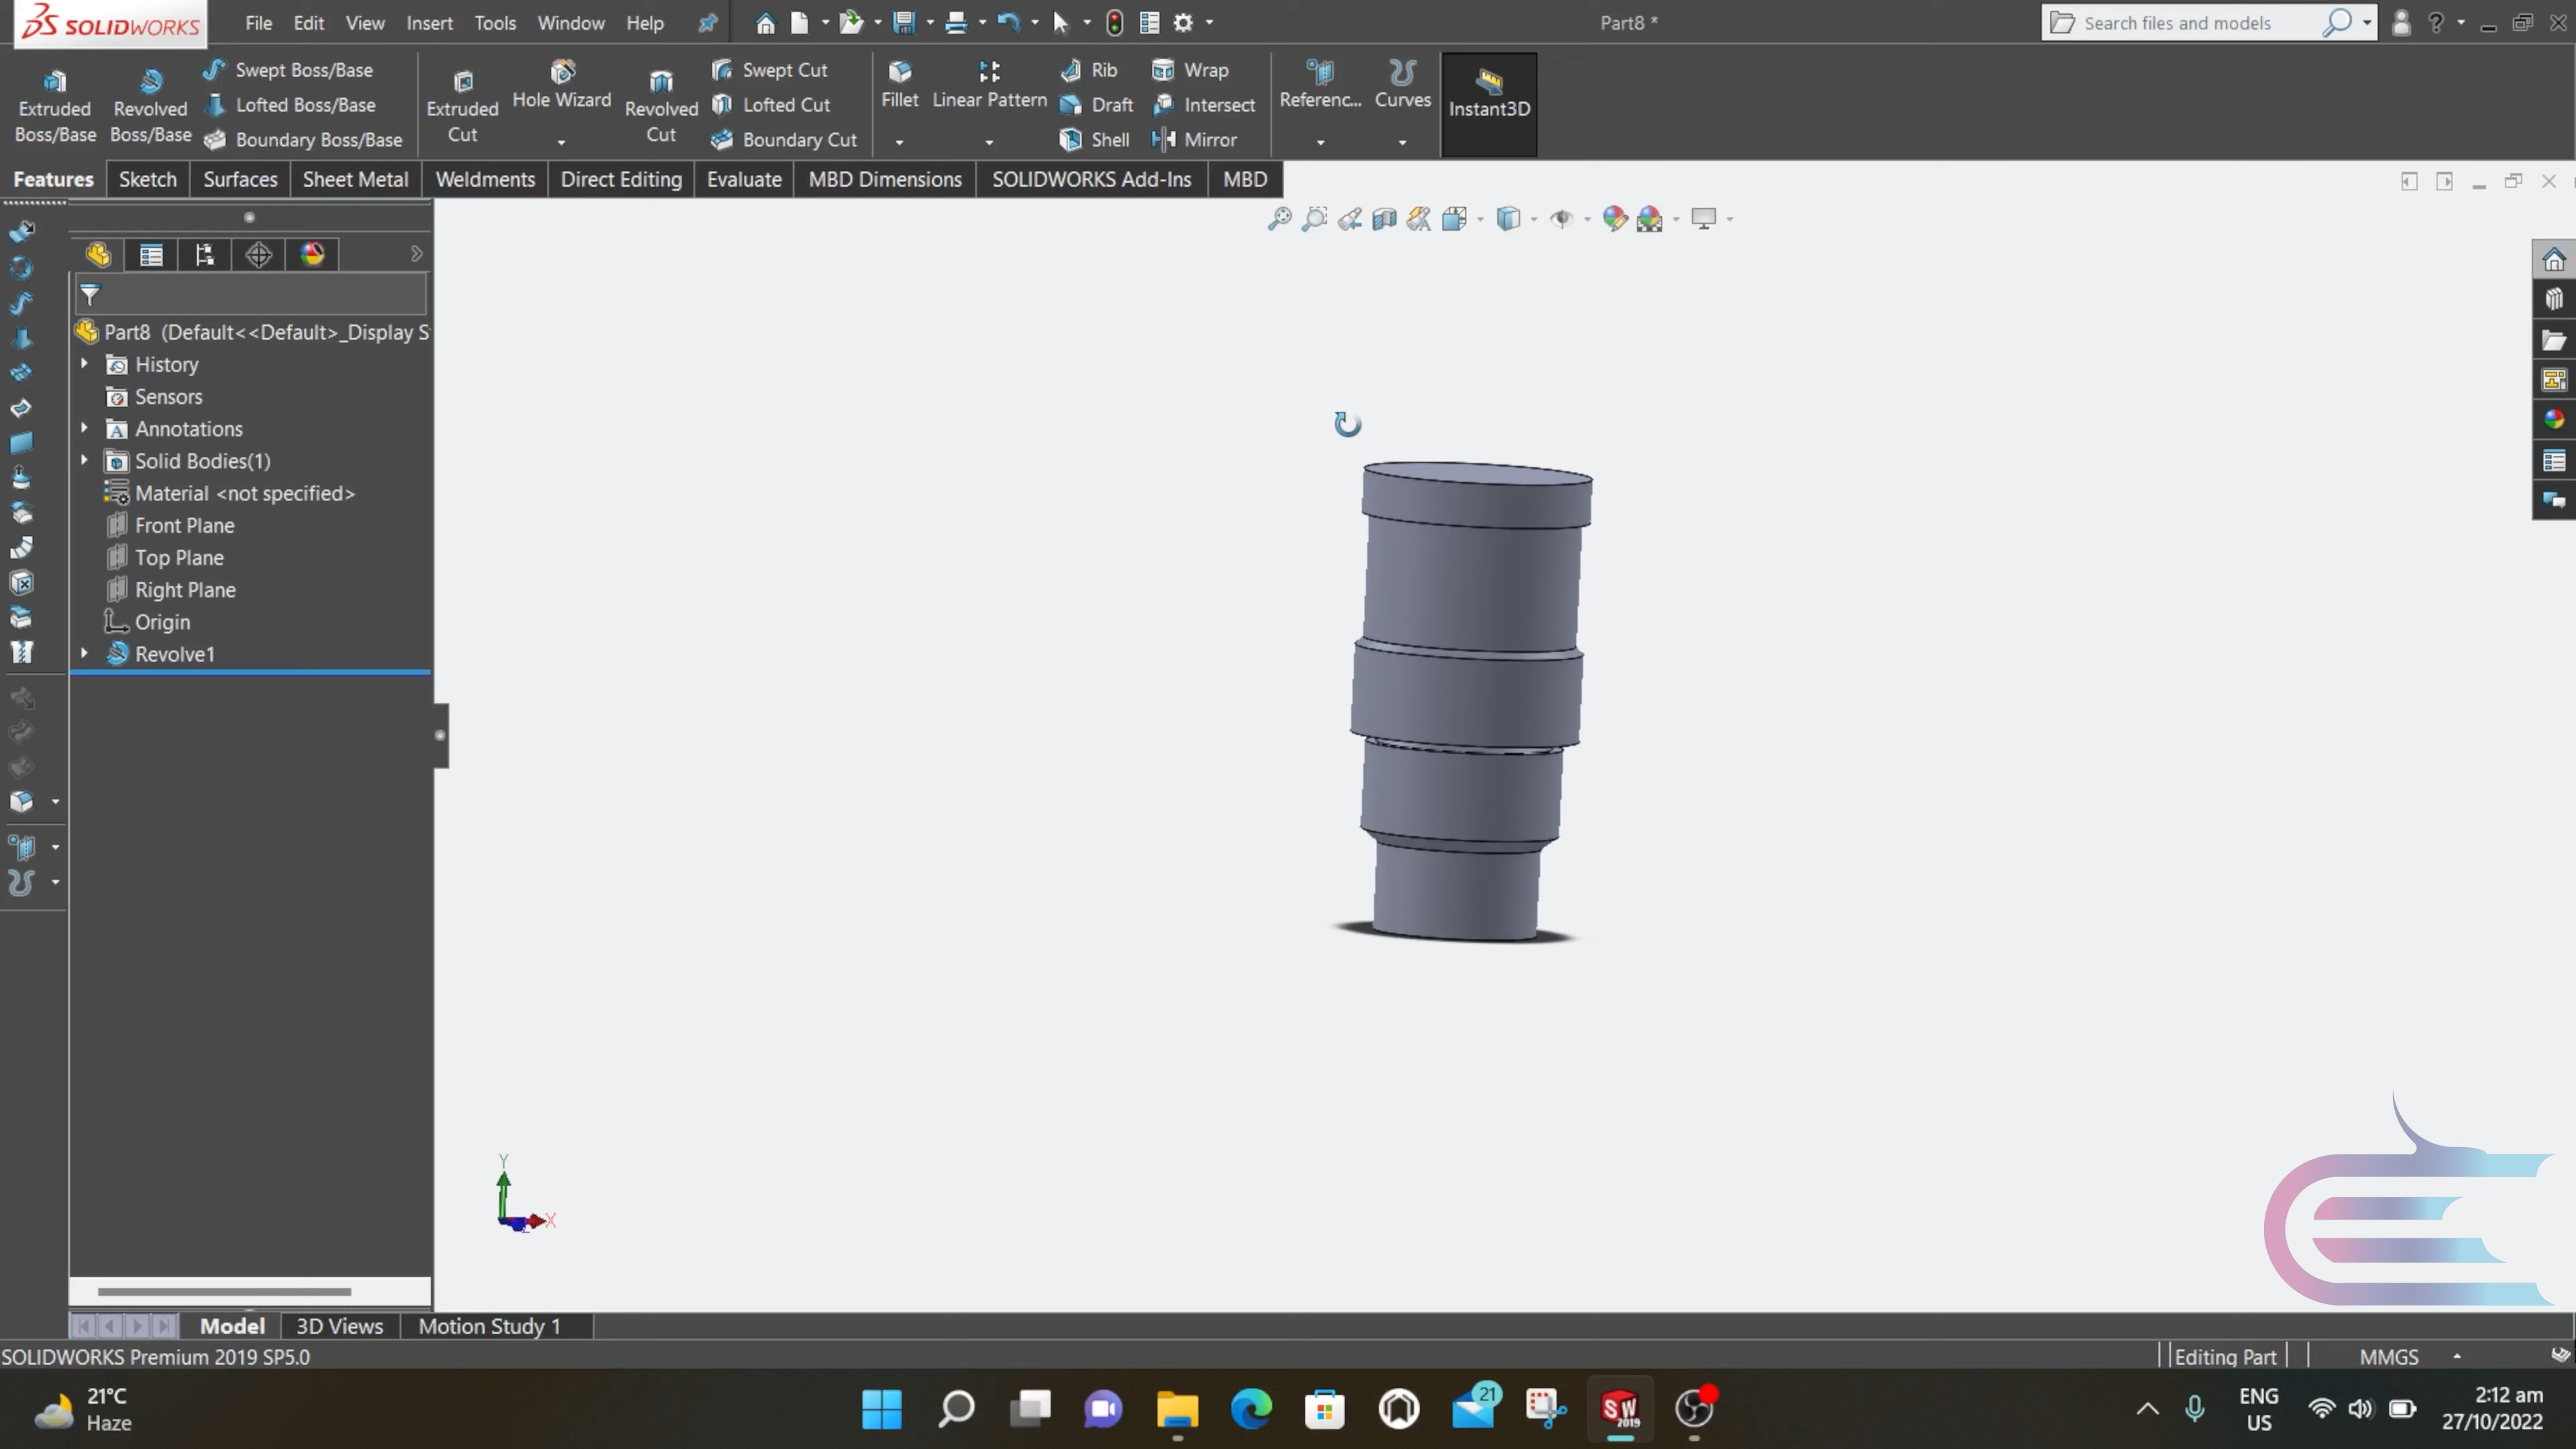 SOLIDWORKS File Edit View Insert Tools Window Help Part8 * Search files and models
Extruded Boss/Base
Revolved Boss/Base
Swept Boss/Base
Lofted Boss/Base
Boundary Boss/Base
Extruded Cut
Hole Wizard
Revolved Cut
Swept Cut
Lofted Cut
Boundary Cut
Fillet
Linear Pattern
Rib
Draft
Shell
Wrap
Intersect
Mirror
Referenc...
Curves
Instant3D
Features Sketch Surfaces Sheet Metal Weldments Direct Editing Evaluate MBD Dimensions SOLIDWORKS Add-Ins MBD
Part8 (Default<<Default>_Display S
History
Sensors
Annotations
Solid Bodies(1)
Material <not specified>
Front Plane
Top Plane
Right Plane
Origin
Revolve1
Y
X
Z
Model 3D Views Motion Study 1
SOLIDWORKS Premium 2019 SP5.0 Editing Part MMGS
21°C
Haze
21
SW
2019
ENG
US
2:12 am
27/10/2022